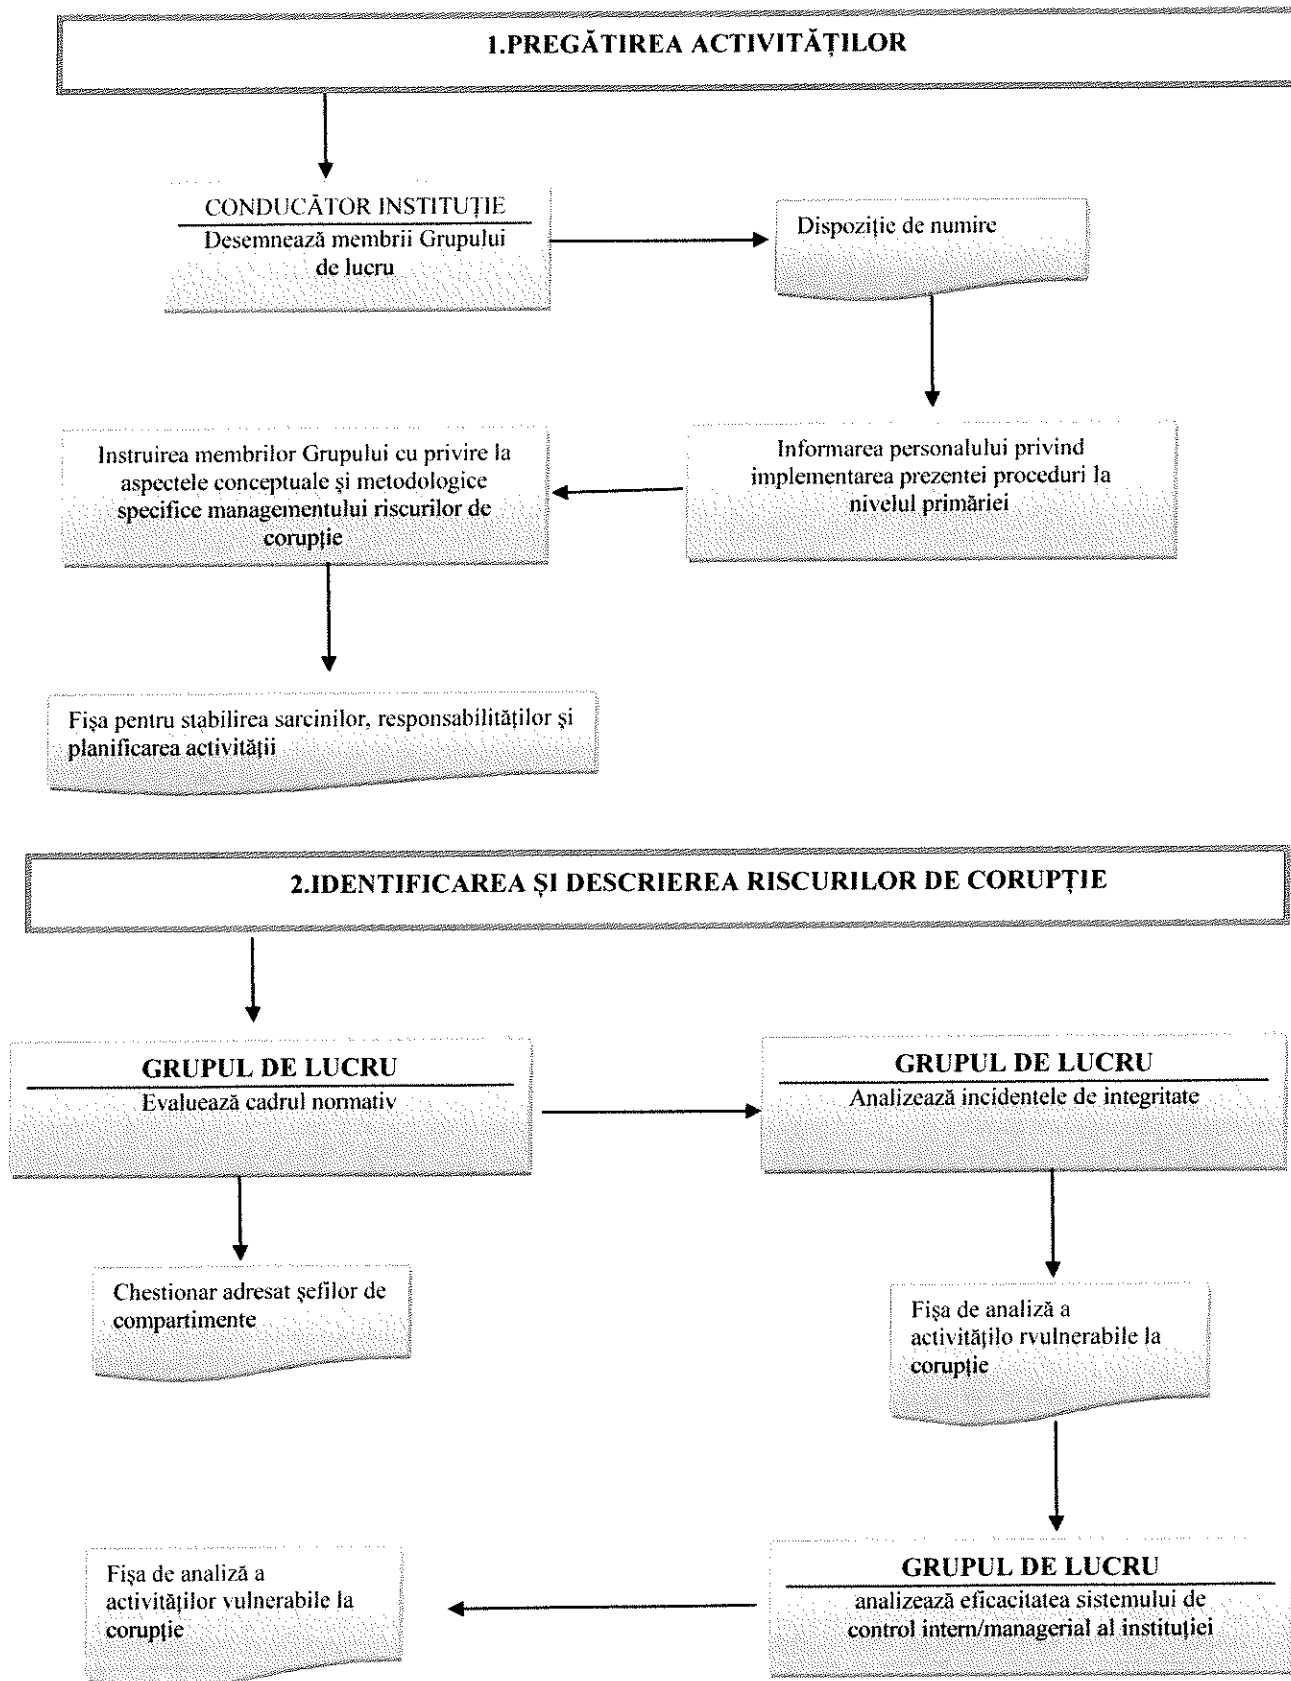 1.PREGĂTIREA ACTIVITĂȚILOR
CONDUCĂTOR INSTITUȚIE
Desemnează membrii Grupului
de lucru
Dispoziție de numire
Informarea personalului privind
implementarea prezentei proceduri la
nivelul primăriei
Instruirea membrilor Grupului cu privire la
aspectele conceptuale și metodologice
specifice managementului riscurilor de
corupție
Fișa pentru stabilirea sarcinilor, responsabilităților și
planificarea activității
2.IDENTIFICAREA ȘI DESCRIEREA RISCURILOR DE CORUPȚIE
GRUPUL DE LUCRU
Evaluează cadrul normativ
GRUPUL DE LUCRU
Analizează incidentele de integritate
Chestionar adresat șefilor de
compartimente
Fișa de analiză a
activităților rvulnerabile la
corupție
GRUPUL DE LUCRU
analizează eficacitatea sistemului de
control intern/managerial al instituției
Fișa de analiză a
activităților vulnerabile la
corupție